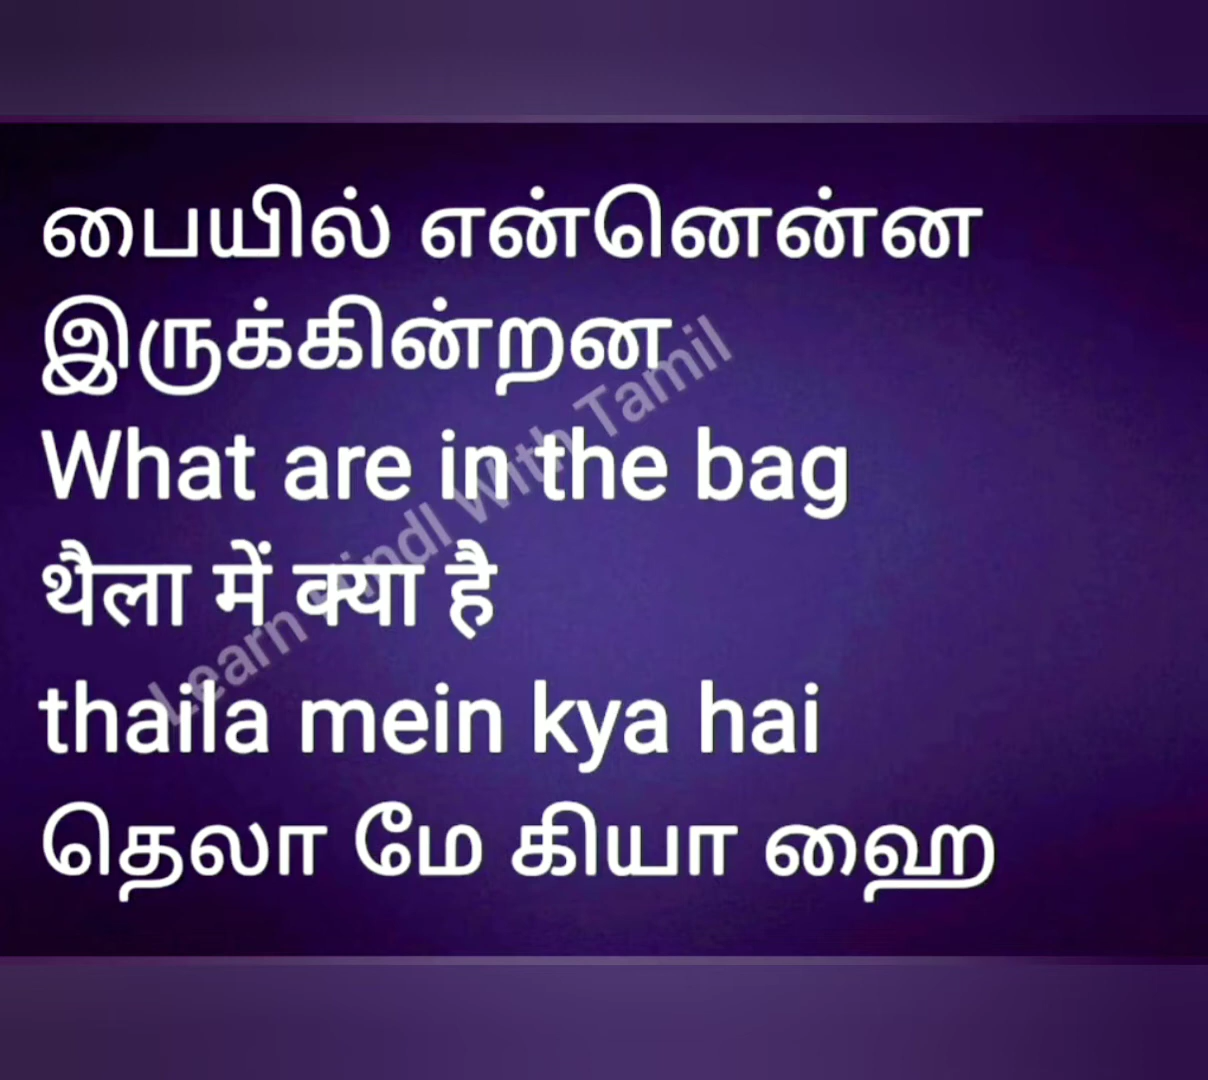 பையில் என்னென்ன
இருக்கின்றன
What are in the bag
थैला में क्या है
thaila mein kya hai
தெலா மே கியா ஹை
Learn HindI WIth TamIl